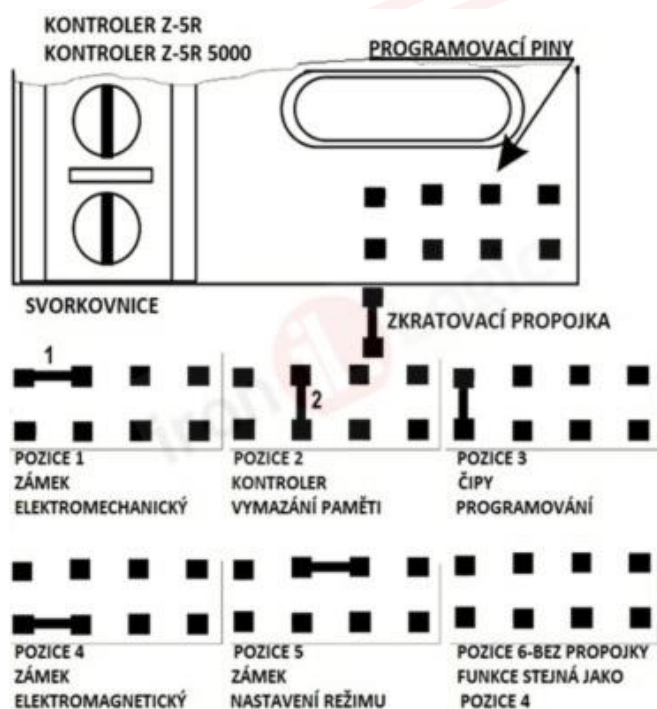 KONTROLER Z-5R
KONTROLER Z-5R 5000
PROGRAMOVACÍ PINY
SVORKOVNICE
ZKRATOVACÍ PROPOJKA
1
2
POZICE 1
ZÁMEK
ELEKTROMECHANICKÝ
POZICE 2
KONTROLER
VYMAZÁNÍ PAMĚTI
POZICE 3
ČIPY
PROGRAMOVÁNÍ
POZICE 4
ZÁMEK
ELEKTROMAGNETICKÝ
POZICE 5
ZÁMEK
NASTAVENÍ REŽIMU
POZICE 6-BEZ PROPOJKY
FUNKCE STEJNÁ JAKO
POZICE 4
iron Logic